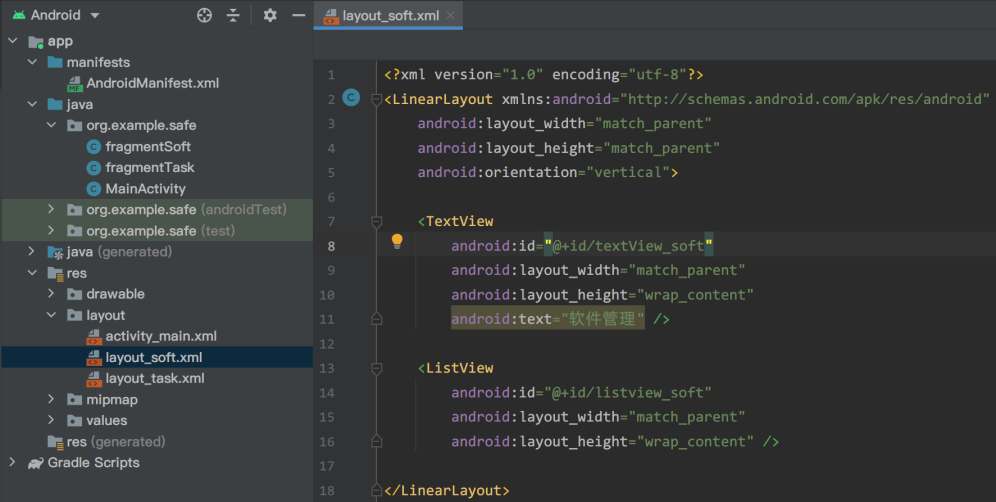 Android
app
manifests
AndroidManifest.xml
java
org.example.safe
fragmentSoft
fragmentTask
MainActivity
org.example.safe (androidTest)
org.example.safe (test)
java (generated)
res
drawable
layout
activity_main.xml
layout_soft.xml
layout_task.xml
mipmap
values
res (generated)
Gradle Scripts
layout_soft.xml
1 <?xml version="1.0" encoding="utf-8"?>
2 <LinearLayout xmlns:android="http://schemas.android.com/apk/res/android"
3 android:layout_width="match_parent"
4 android:layout_height="match_parent"
5 android:orientation="vertical">
6
7 <TextView
8 android:id="@+id/textView_soft"
9 android:layout_width="match_parent"
10 android:layout_height="wrap_content"
11 android:text="软件管理" />
12
13 <ListView
14 android:id="@+id/listview_soft"
15 android:layout_width="match_parent"
16 android:layout_height="wrap_content" />
17
18 </LinearLayout>